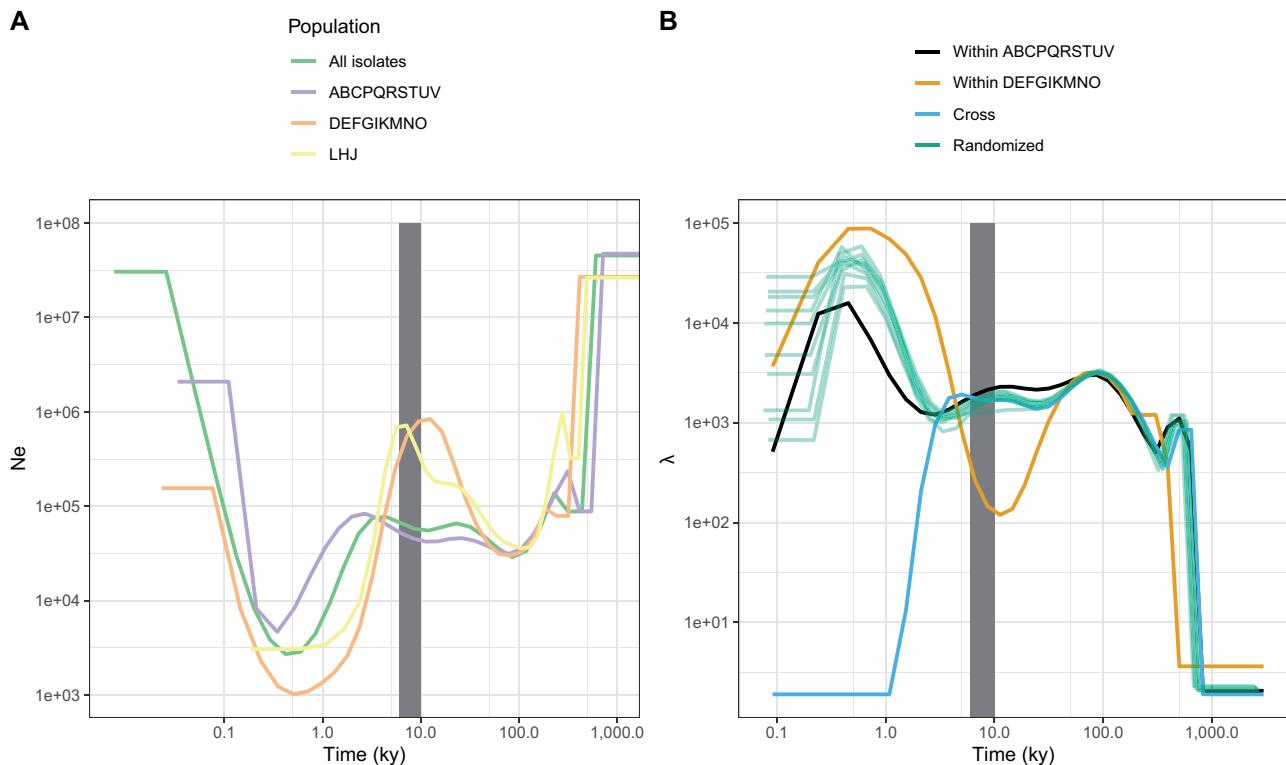 A
Population
All isolates
ABCPQRSTUV
DEFGIKMNO
LHJ
1e+08
1e+07
1e+06
1e+05
1e+04
1e+03
Ne
0.1 1.0 10.0 100.0 1,000.0
Time (ky)
B
Within ABCPQRSTUV
Within DEFGIKMNO
Cross
Randomized
1e+05
1e+04
1e+03
1e+02
1e+01
λ
0.1 1.0 10.0 100.0 1,000.0
Time (ky)